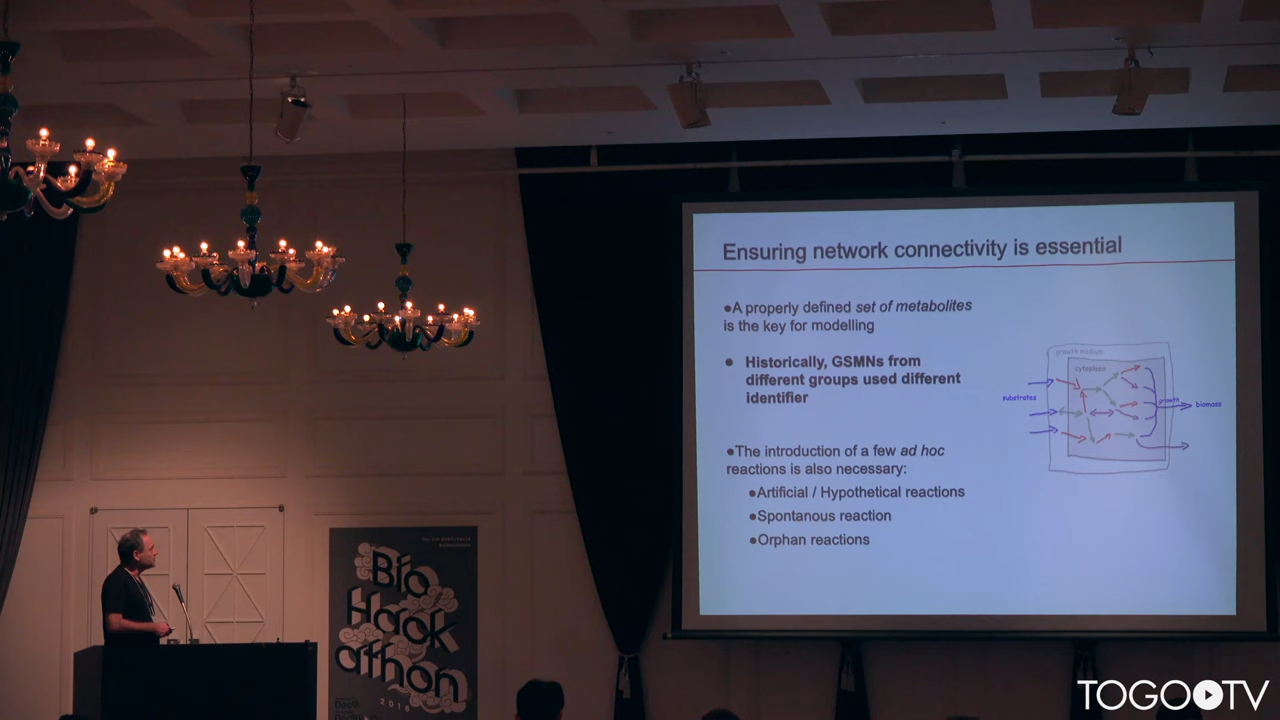 Ensuring network connectivity is essential
●A properly defined set of metabolites
is the key for modelling
● Historically, GSMNs from
different groups used different
identifier
●The introduction of a few ad hoc
reactions is also necessary:
●Artificial / Hypothetical reactions
●Spontanous reaction
●Orphan reactions
growth medium
cytoplasm
substrates
growth
biomass
Bio
Hack
athon
2018
TOGOTV